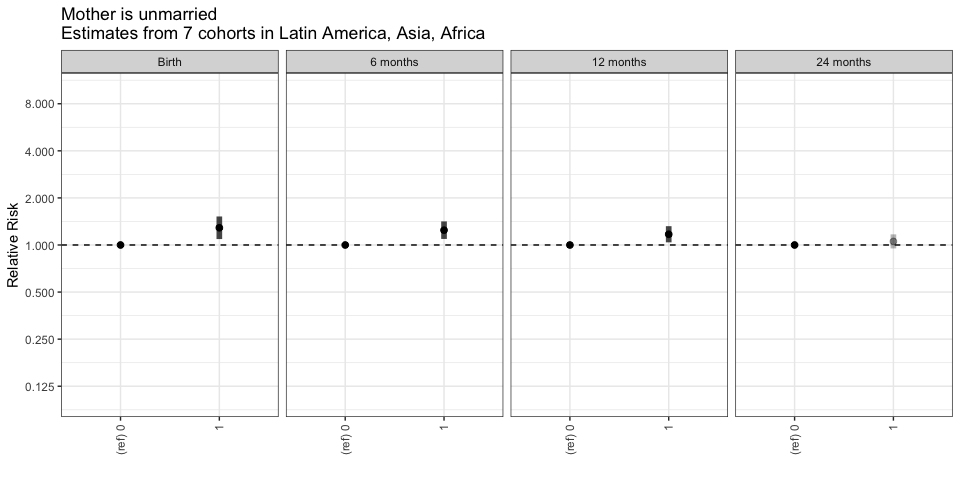 Mother is unmarried
Estimates from 7 cohorts in Latin America, Asia, Africa
Birth
6 months
12 months
24 months
Relative Risk
8.000
4.000
2.000
1.000
0.500
0.250
0.125
(ref) 0
1
(ref) 0
1
(ref) 0
1
(ref) 0
1